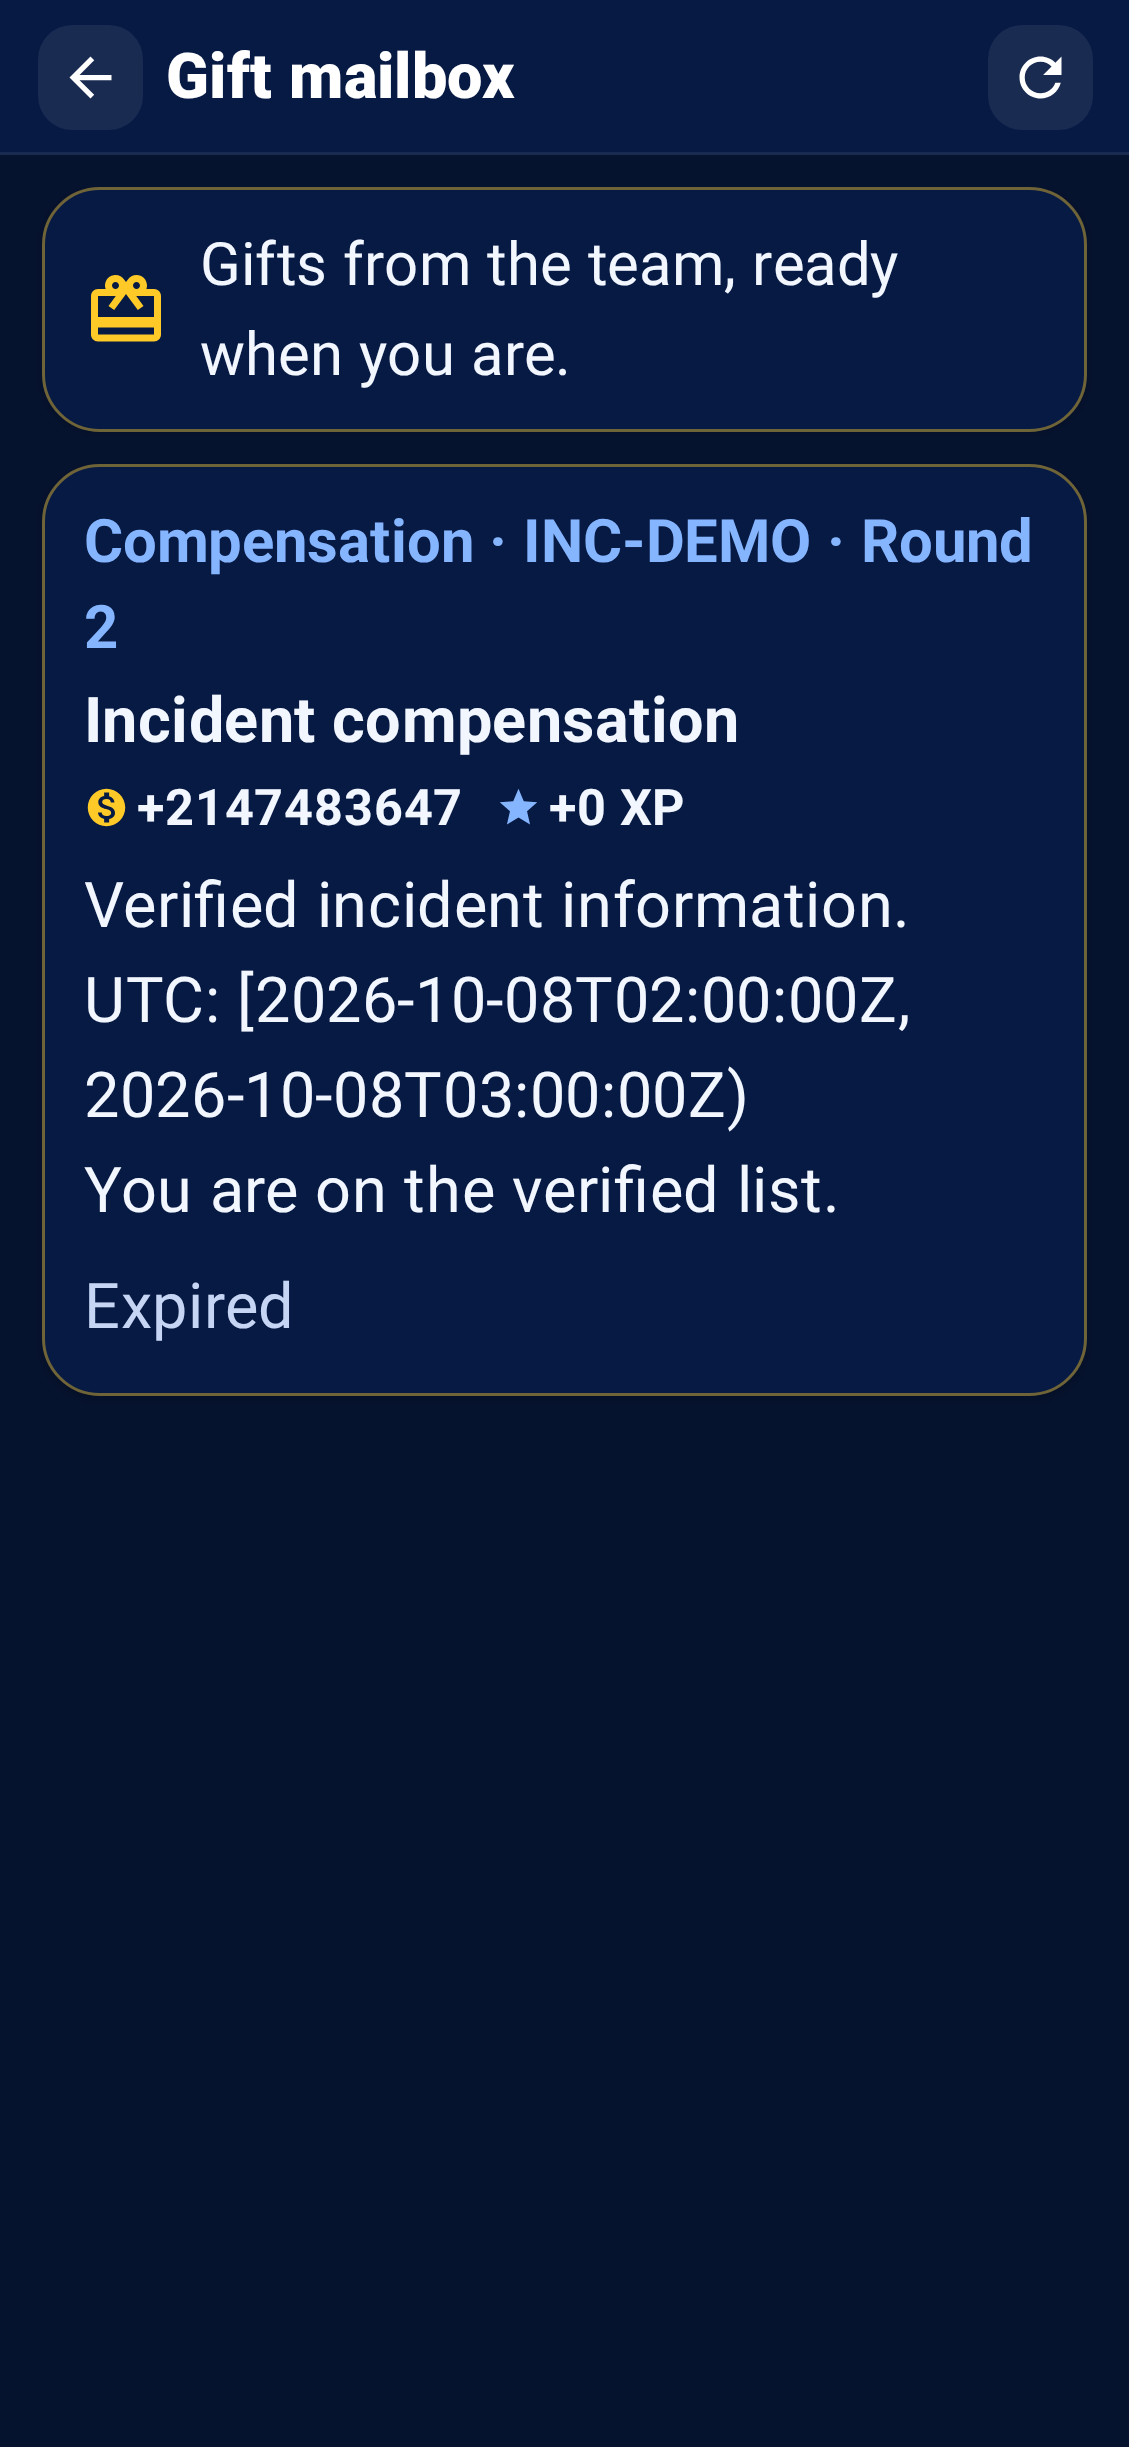 Gift mailbox
Gifts from the team, ready
when you are.
Compensation · INC-DEMO · Round
2
Incident compensation
+2147483647 +0 XP
Verified incident information.
UTC: [2026-10-08T02:00:00Z,
2026-10-08T03:00:00Z)
You are on the verified list.
Expired